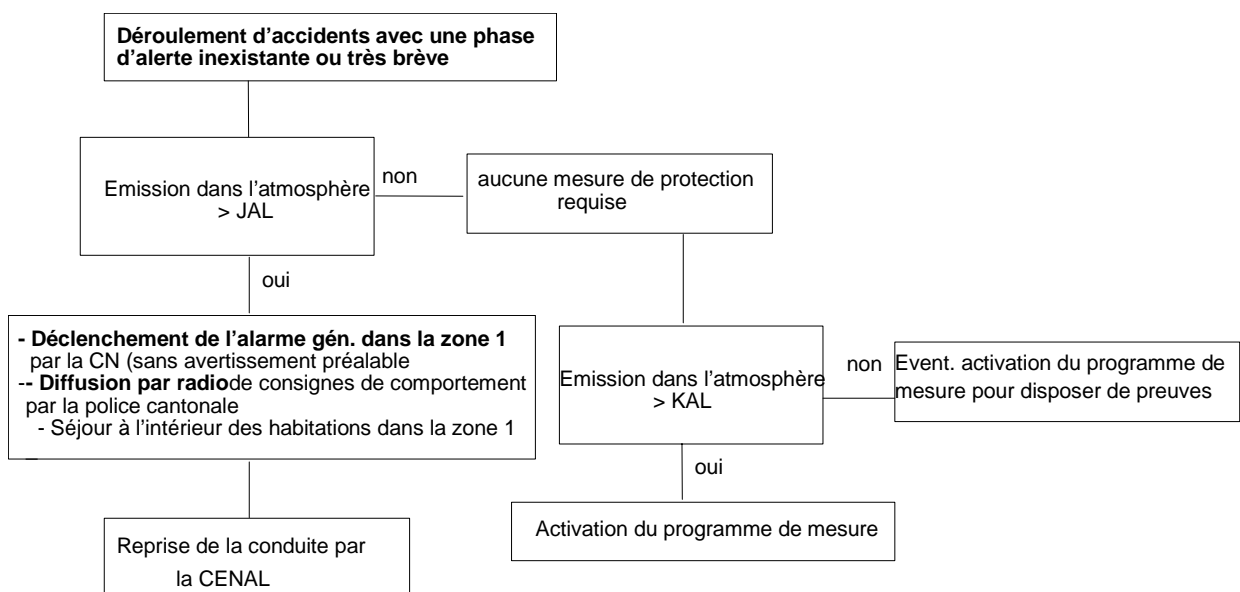 Déroulement d'accidents avec une phase
d'alerte inexistante ou très brève
Emission dans l'atmosphère
> JAL
non
aucune mesure de protection
requise
oui
- Déclenchement de l'alarme gén. dans la zone 1
par la CN (sans avertissement préalable
-- Diffusion par radiode consignes de comportement
par la police cantonale
- Séjour à l'intérieur des habitations dans la zone 1
–
Emission dans l'atmosphère
> KAL
non
Event. activation du programme de
mesure pour disposer de preuves
oui
Activation du programme de mesure
Reprise de la conduite par
la CENAL